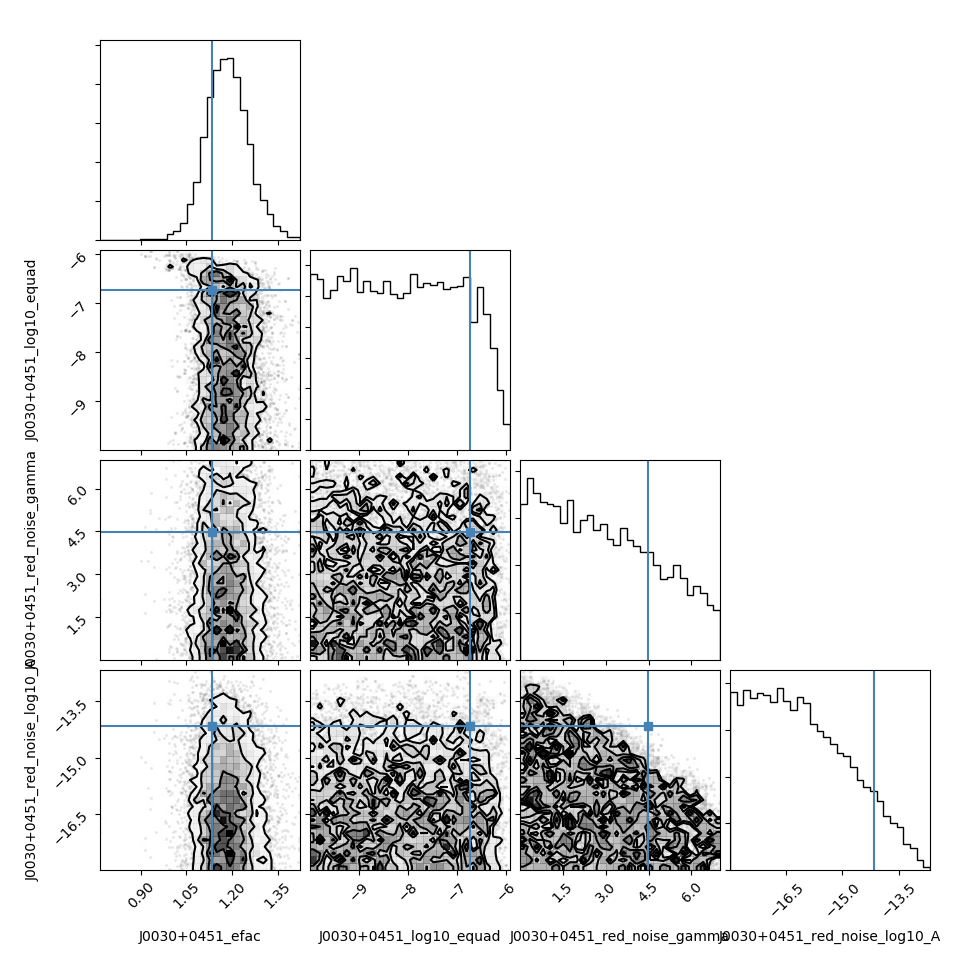 −6
−7
−8
−9
J0030+0451_log10_equad
6.0
4.5
3.0
1.5
J0030+0451_red_noise_gamma
−13.5
−15.0
−16.5
J0030+0451_red_noise_log10_A
0.90 1.05 1.20 1.35 −9 −8 −7 −6 1.5 3.0 4.5 6.0 −16.5 −15.0 −13.5
J0030+0451_efac J0030+0451_log10_equad J0030+0451_red_noise_gamma J0030+0451_red_noise_log10_A